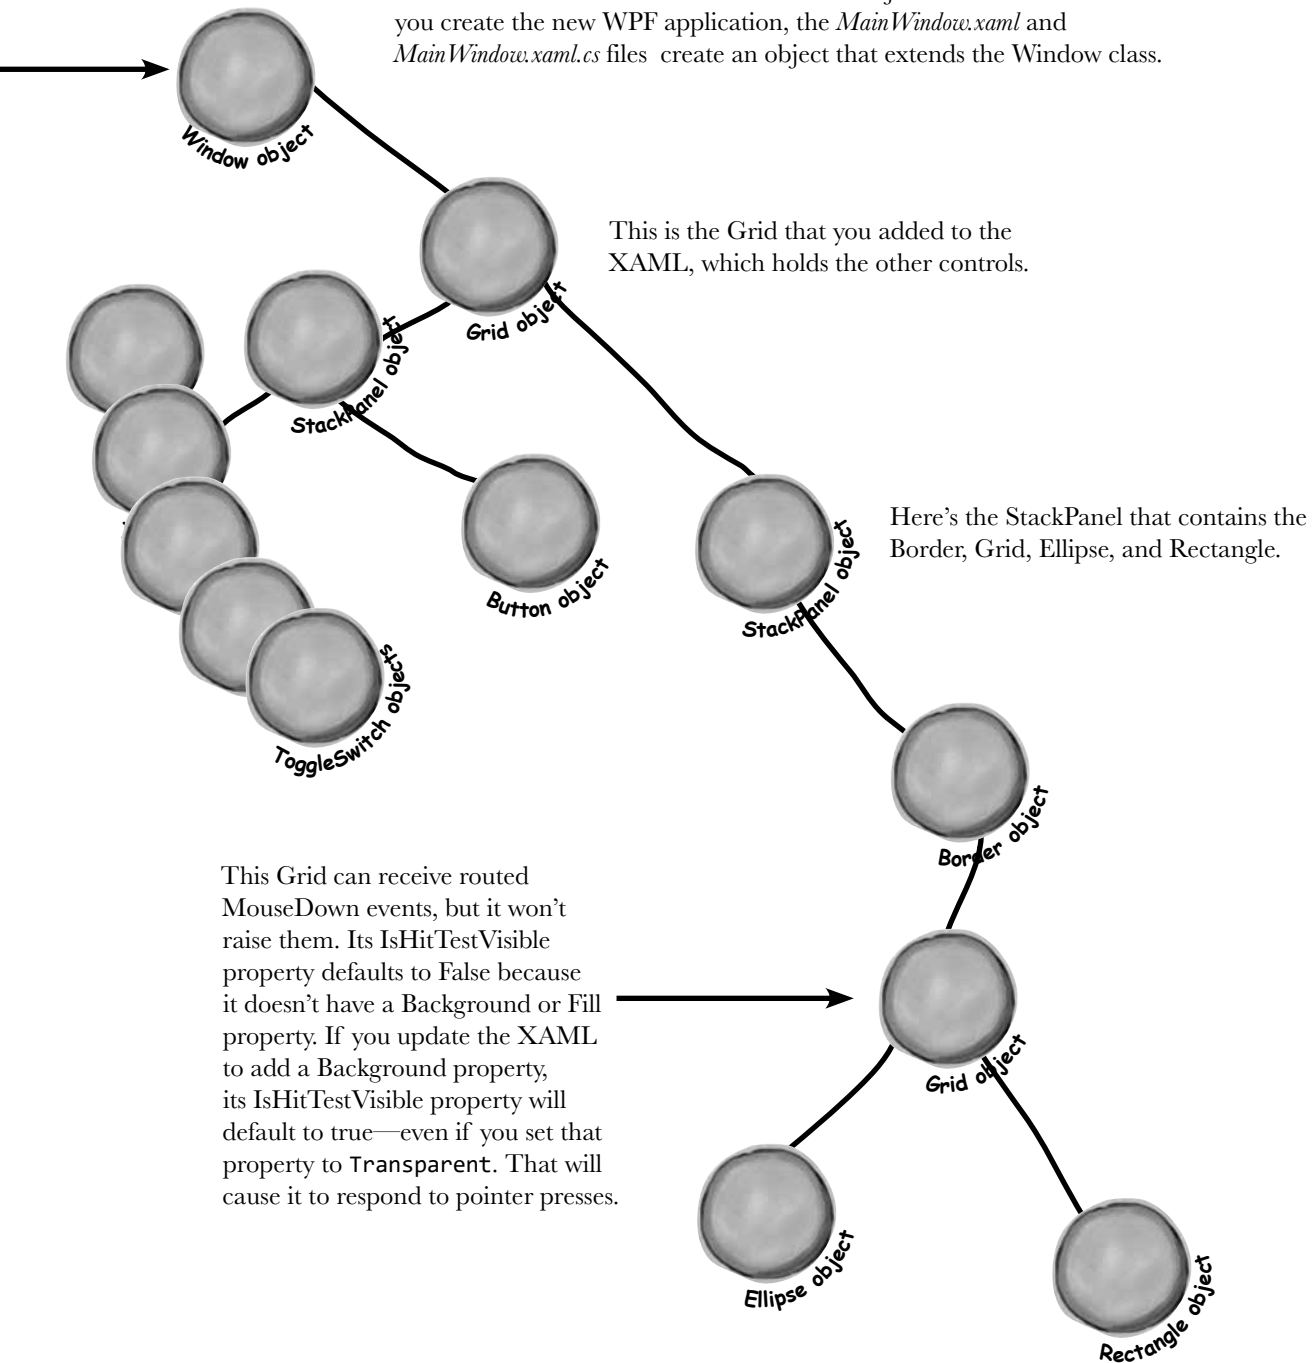 you create the new WPF application, the MainWindow.xaml and
MainWindow.xaml.cs files create an object that extends the Window class.
Window object
This is the Grid that you added to the
XAML, which holds the other controls.
Grid object
StackPanel object
Here's the StackPanel that contains the
Border, Grid, Ellipse, and Rectangle.
StackPanel object
Button object
ToggleSwitch objects
Border object
This Grid can receive routed
MouseDown events, but it won't
raise them. Its IsHitTestVisible
property defaults to False because
it doesn't have a Background or Fill
property. If you update the XAML
to add a Background property,
its IsHitTestVisible property will
default to true—even if you set that
property to Transparent. That will
cause it to respond to pointer presses.
Grid object
Ellipse object
Rectangle object